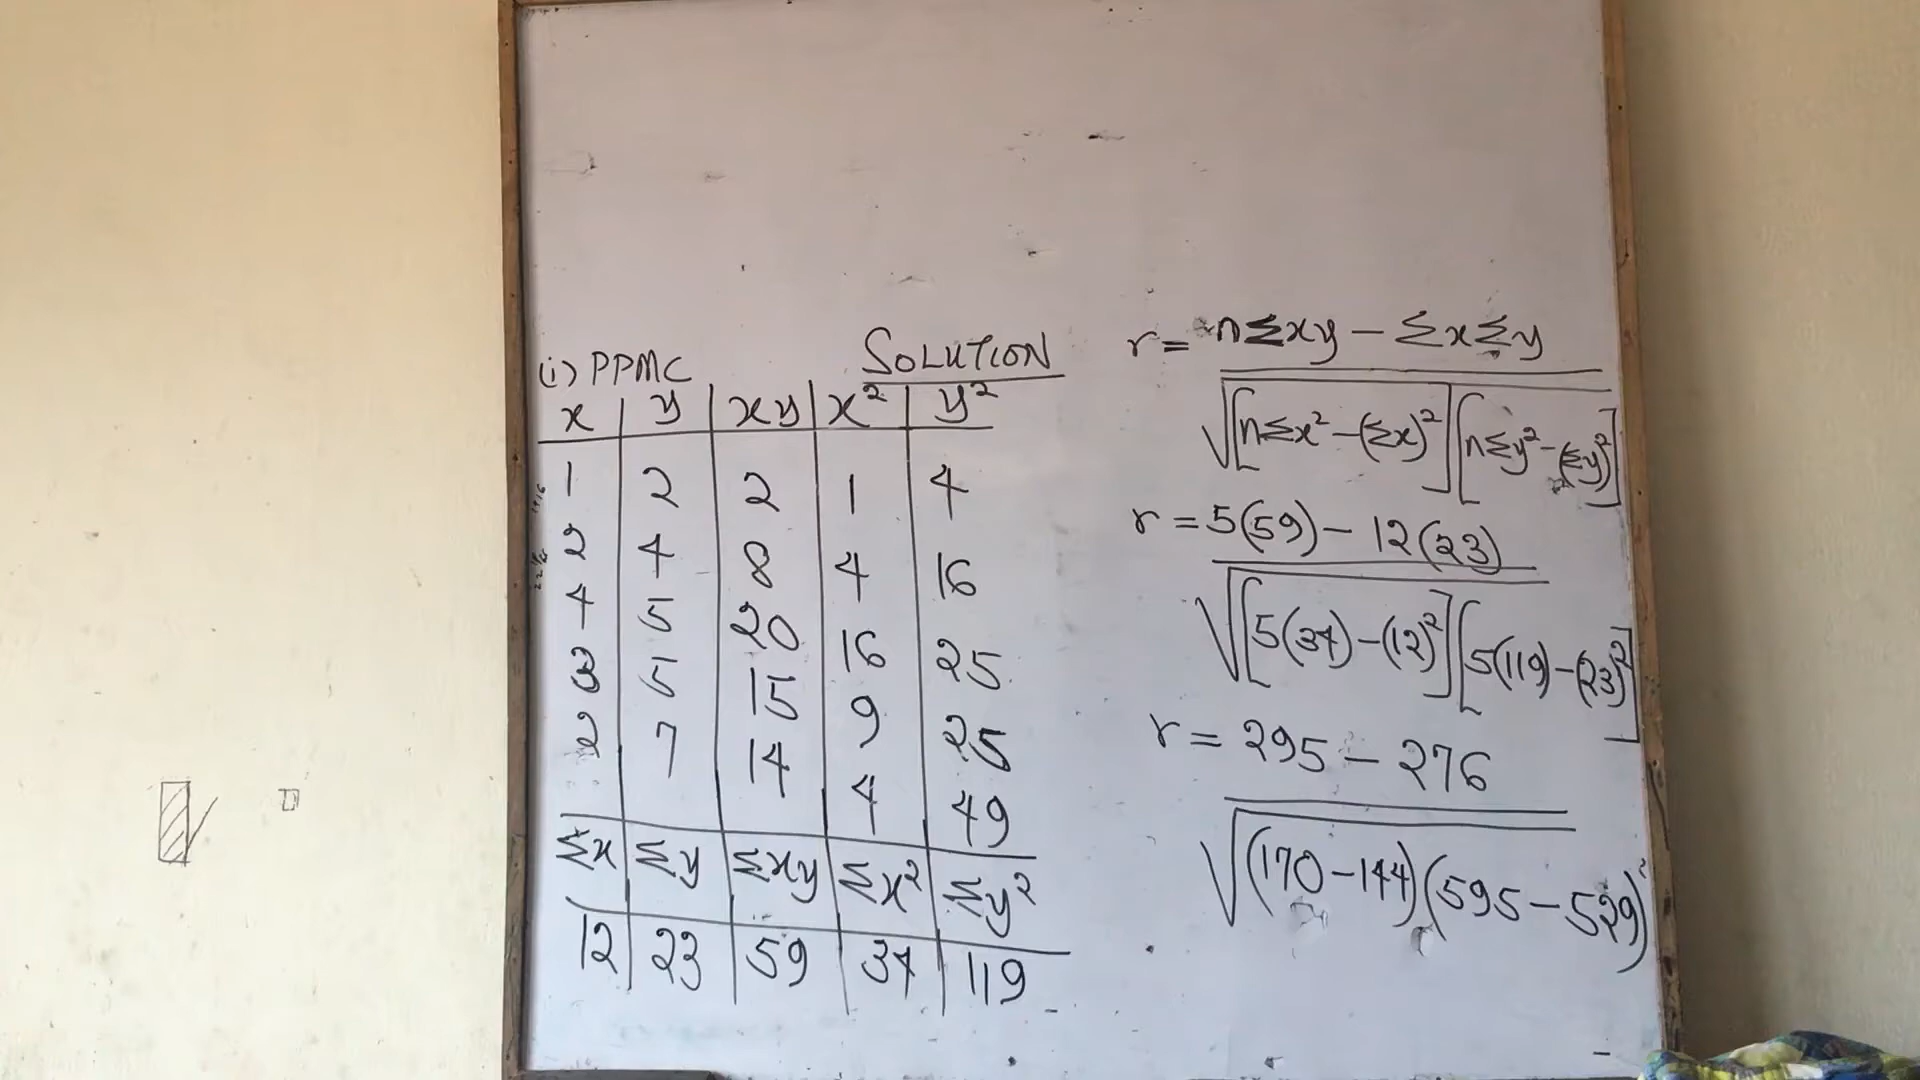 (i) PPMC SOLUTION
x y xy x² y²
1 2 2 1 4
2 4 8 4 16
4 5 20 16 25
3 5 15 9 25
2 7 14 4 49
Σx Σy Σxy Σx² Σy²
12 23 59 34 119
r = nΣxy - ΣxΣy
√[nΣx² - (Σx)²][nΣy² - (Σy)²]
r = 5(59) - 12(23)
√[5(34) - (12)²][5(119) - (23)²]
r = 295 - 276
√(170 - 144)(595 - 529)